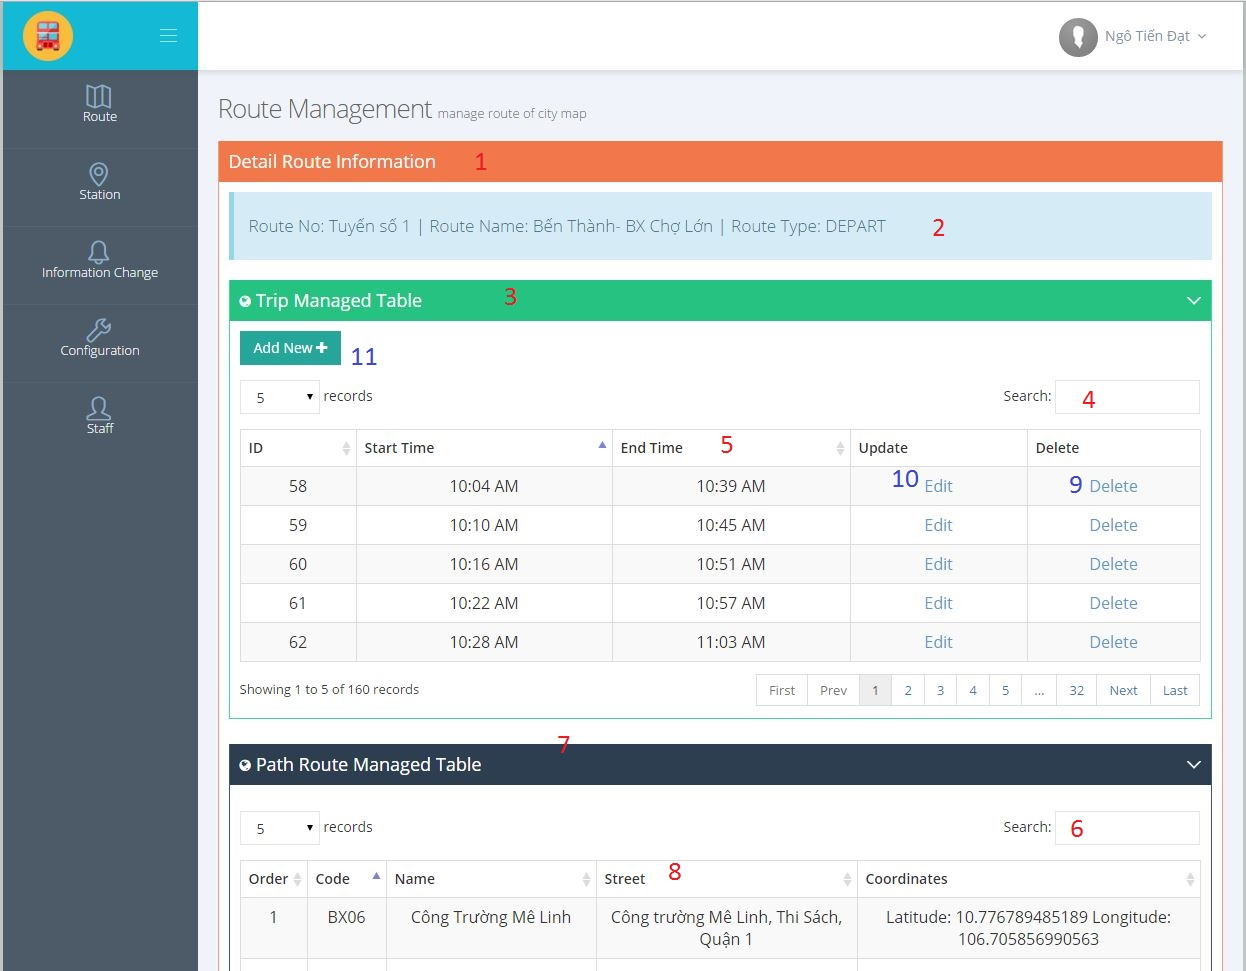 Ngô Tiến Đạt
Route
Station
Information Change
Configuration
Staff
Route Management manage route of city map
Detail Route Information 1
Route No: Tuyến số 1 | Route Name: Bến Thành- BX Chợ Lớn | Route Type: DEPART 2
Trip Managed Table 3
Add New 11
5 records Search: 4
ID Start Time End Time 5 Update Delete
58 10:04 AM 10:39 AM 10 Edit 9 Delete
59 10:10 AM 10:45 AM Edit Delete
60 10:16 AM 10:51 AM Edit Delete
61 10:22 AM 10:57 AM Edit Delete
62 10:28 AM 11:03 AM Edit Delete
Showing 1 to 5 of 160 records First Prev 1 2 3 4 5 ... 32 Next Last
7
Path Route Managed Table
5 records Search: 6
Order Code Name Street 8 Coordinates
1 BX06 Công Trường Mê Linh Công trường Mê Linh, Thi Sách, Latitude: 10.776789485189 Longitude:
Quận 1 106.705856990563